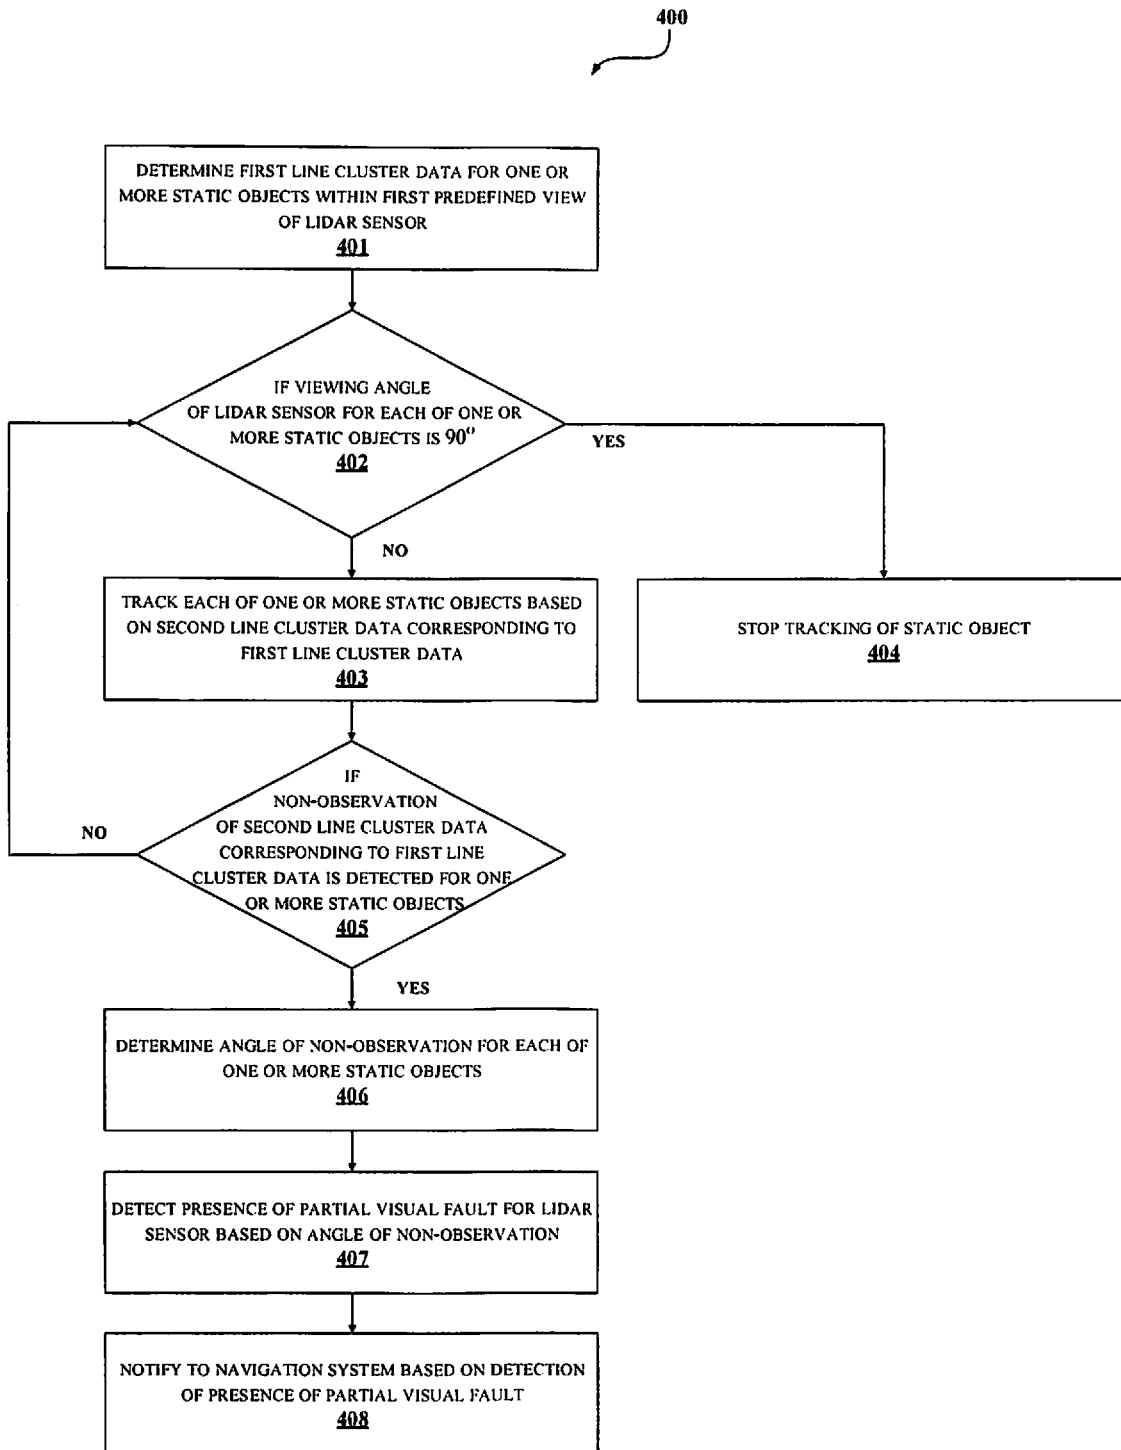 400
DETERMINE FIRST LINE CLUSTER DATA FOR ONE OR
MORE STATIC OBJECTS WITHIN FIRST PREDEFINED VIEW
OF LIDAR SENSOR
401
IF VIEWING ANGLE
OF LIDAR SENSOR FOR EACH OF ONE OR
MORE STATIC OBJECTS IS 90°
402
YES
NO
TRACK EACH OF ONE OR MORE STATIC OBJECTS BASED
ON SECOND LINE CLUSTER DATA CORRESPONDING TO
FIRST LINE CLUSTER DATA
403
STOP TRACKING OF STATIC OBJECT
404
IF
NON-OBSERVATION
OF SECOND LINE CLUSTER DATA
CORRESPONDING TO FIRST LINE
CLUSTER DATA IS DETECTED FOR ONE
OR MORE STATIC OBJECTS
405
NO
YES
DETERMINE ANGLE OF NON-OBSERVATION FOR EACH OF
ONE OR MORE STATIC OBJECTS
406
DETECT PRESENCE OF PARTIAL VISUAL FAULT FOR LIDAR
SENSOR BASED ON ANGLE OF NON-OBSERVATION
407
NOTIFY TO NAVIGATION SYSTEM BASED ON DETECTION
OF PRESENCE OF PARTIAL VISUAL FAULT
408